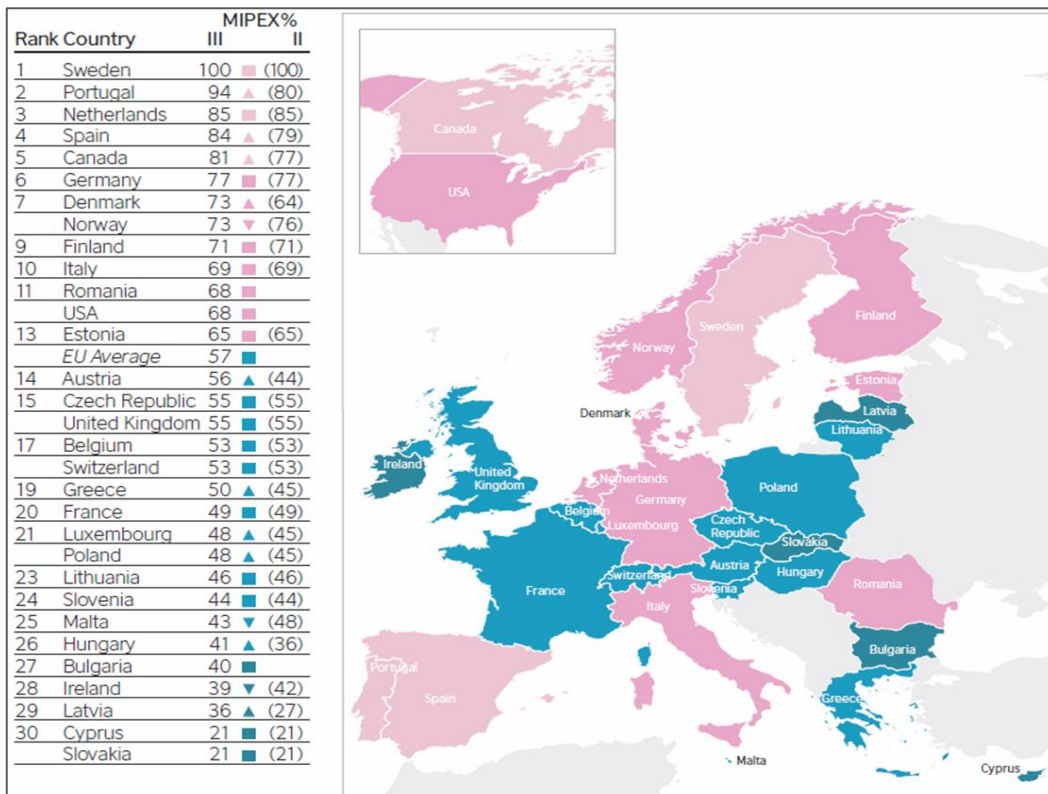 MIPEX%
Rank Country III II
1 Sweden 100 (100)
2 Portugal 94 (80)
3 Netherlands 85 (85)
4 Spain 84 (79)
5 Canada 81 (77)
6 Germany 77 (77)
7 Denmark 73 (64)
Norway 73 (76)
9 Finland 71 (71)
10 Italy 69 (69)
11 Romania 68
USA 68
13 Estonia 65 (65)
EU Average 57
14 Austria 56 (44)
15 Czech Republic 55 (55)
United Kingdom 55 (55)
17 Belgium 53 (53)
Switzerland 53 (53)
19 Greece 50 (45)
20 France 49 (49)
21 Luxembourg 48 (45)
Poland 48 (45)
23 Lithuania 46 (46)
24 Slovenia 44 (44)
25 Malta 43 (48)
26 Hungary 41 (36)
27 Bulgaria 40
28 Ireland 39 (42)
29 Latvia 36 (27)
30 Cyprus 21 (21)
Slovakia 21 (21)
Canada
USA
Finland
Sweden
Norway
Estonia
Denmark
Latvia
Lithuania
Ireland
United
Kingdom
Netherlands
Poland
Germany
Belgium
Luxembourg
Czech
Republic
Slovakia
Austria
Hungary
Switzerland
France
Slovenia
Romania
Italy
Bulgaria
Portugal
Spain
Greece
Malta
Cyprus